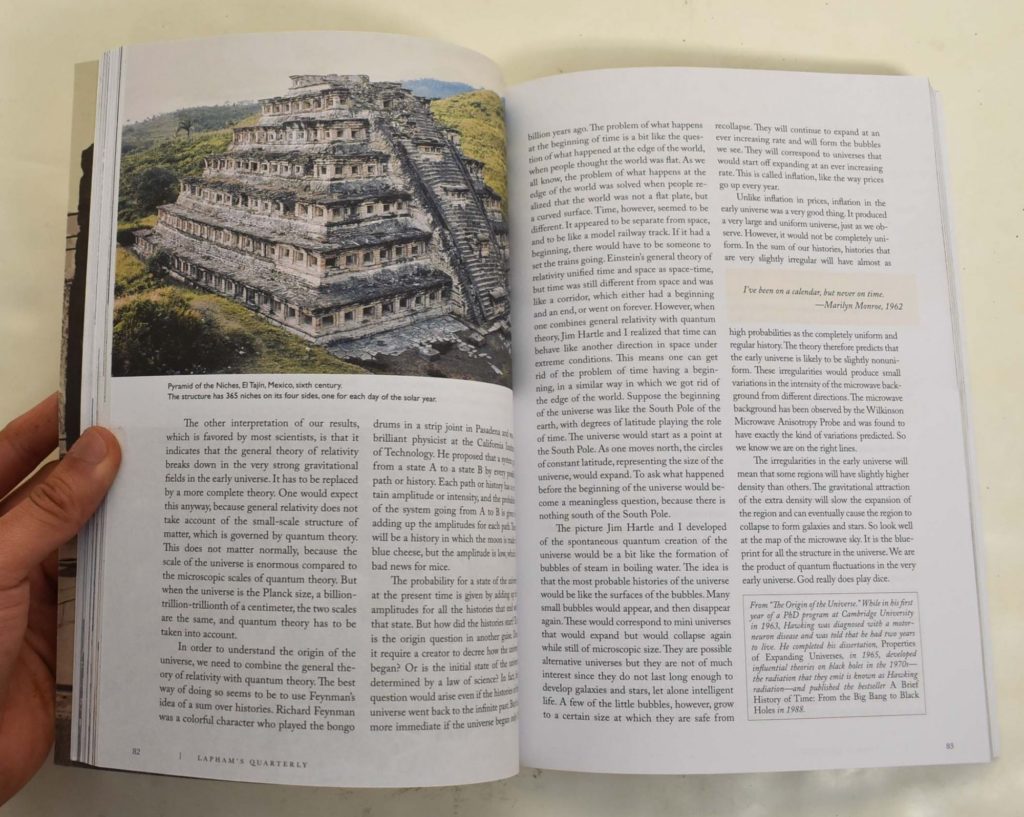 Pyramid of the Niches, El Tajín, Mexico, sixth century.
The structure has 365 niches on its four sides, one for each day of the solar year.
The other interpretation of our results,
which is favored by most scientists, is that it
indicates that the general theory of relativity
breaks down in the very strong gravitational
fields in the early universe. It has to be replaced
by a more complete theory. One would expect
this anyway, because general relativity does not
take account of the small-scale structure of
matter, which is governed by quantum theory.
This does not matter normally, because the
scale of the universe is enormous compared to
the microscopic scales of quantum theory. But
when the universe is the Planck size, a billion-
trillion-trillionth of a centimeter, the two scales
are the same, and quantum theory has to be
taken into account.
In order to understand the origin of the
universe, we need to combine the general the-
ory of relativity with quantum theory. The best
way of doing so seems to be to use Feynman's
idea of a sum over histories. Richard Feynman
was a colorful character who played the bongo
drums in a strip joint in Pasadena and
brilliant physicist at the California
of Technology. He proposed that a
from a state A to a state B by every
path or history. Each path or history
tain amplitude or intensity, and the
of the system going from A to B is
adding up the amplitudes for each path.
will be a history in which the moon is
blue cheese, but the amplitude is low,
bad news for mice.
The probability for a state of the
at the present time is given by adding up
amplitudes for all the histories that end
that state. But how did the histories
is the origin question in another guise.
it require a creator to decree how the
began? Or is the initial state of the
determined by a law of science? In
question would arise even if the histories
universe went back to the infinite past.
more immediate if the universe began
82 | LAPHAM'S QUARTERLY
billion years ago. The problem of what happens
at the beginning of time is a bit like the ques-
tion of what happened at the edge of the world,
when people thought the world was flat. As we
all know, the problem of what happens at the
edge of the world was solved when people re-
alized that the world was not a flat plate, but
a curved surface. Time, however, seemed to be
different. It appeared to be separate from space,
and to be like a model railway track. If it had a
beginning, there would have to be someone to
set the trains going. Einstein's general theory of
relativity unified time and space as space-time,
but time was still different from space and was
like a corridor, which either had a beginning
and an end, or went on forever. However, when
one combines general relativity with quantum
theory, Jim Hartle and I realized that time can
behave like another direction in space under
extreme conditions. This means one can get
rid of the problem of time having a begin-
ning, in a similar way in which we got rid of
the edge of the world. Suppose the beginning
of the universe was like the South Pole of the
earth, with degrees of latitude playing the role
of time. The universe would start as a point at
the South Pole. As one moves north, the circles
of constant latitude, representing the size of the
universe, would expand. To ask what happened
before the beginning of the universe would be-
come a meaningless question, because there is
nothing south of the South Pole.
The picture Jim Hartle and I developed
of the spontaneous quantum creation of the
universe would be a bit like the formation of
bubbles of steam in boiling water. The idea is
that the most probable histories of the universe
would be like the surfaces of the bubbles. Many
small bubbles would appear, and then disappear
again. These would correspond to mini universes
that would expand but would collapse again
while still of microscopic size. They are possible
alternative universes but they are not of much
interest since they do not last long enough to
develop galaxies and stars, let alone intelligent
life. A few of the little bubbles, however, grow
to a certain size at which they are safe from
recollapse. They will continue to expand at an
ever increasing rate and will form the bubbles
we see. They will correspond to universes that
would start off expanding at an ever increasing
rate. This is called inflation, like the way prices
go up every year.
Unlike inflation in prices, inflation in the
early universe was a very good thing. It produced
a very large and uniform universe, just as we ob-
serve. However, it would not be completely uni-
form. In the sum of our histories, histories that
are very slightly irregular will have almost as
I've been on a calendar, but never on time.
—Marilyn Monroe, 1962
high probabilities as the completely uniform and
regular history. The theory therefore predicts that
the early universe is likely to be slightly nonuni-
form. These irregularities would produce small
variations in the intensity of the microwave back-
ground from different directions. The microwave
background has been observed by the Wilkinson
Microwave Anisotropy Probe and was found to
have exactly the kind of variations predicted. So
we know we are on the right lines.
The irregularities in the early universe will
mean that some regions will have slightly higher
density than others. The gravitational attraction
of the extra density will slow the expansion of
the region and can eventually cause the region to
collapse to form galaxies and stars. So look well
at the map of the microwave sky. It is the blue-
print for all the structure in the universe. We are
the product of quantum fluctuations in the very
early universe. God really does play dice.
From "The Origin of the Universe." While in his first
year of a PhD program at Cambridge University
in 1963, Hawking was diagnosed with a motor-
neuron disease and was told that he had two years
to live. He completed his dissertation, Properties
of Expanding Universes, in 1965, developed
influential theories on black holes in the 1970s—
the radiation that they emit is known as Hawking
radiation—and published the bestseller A Brief
History of Time: From the Big Bang to Black
Holes in 1988.
83